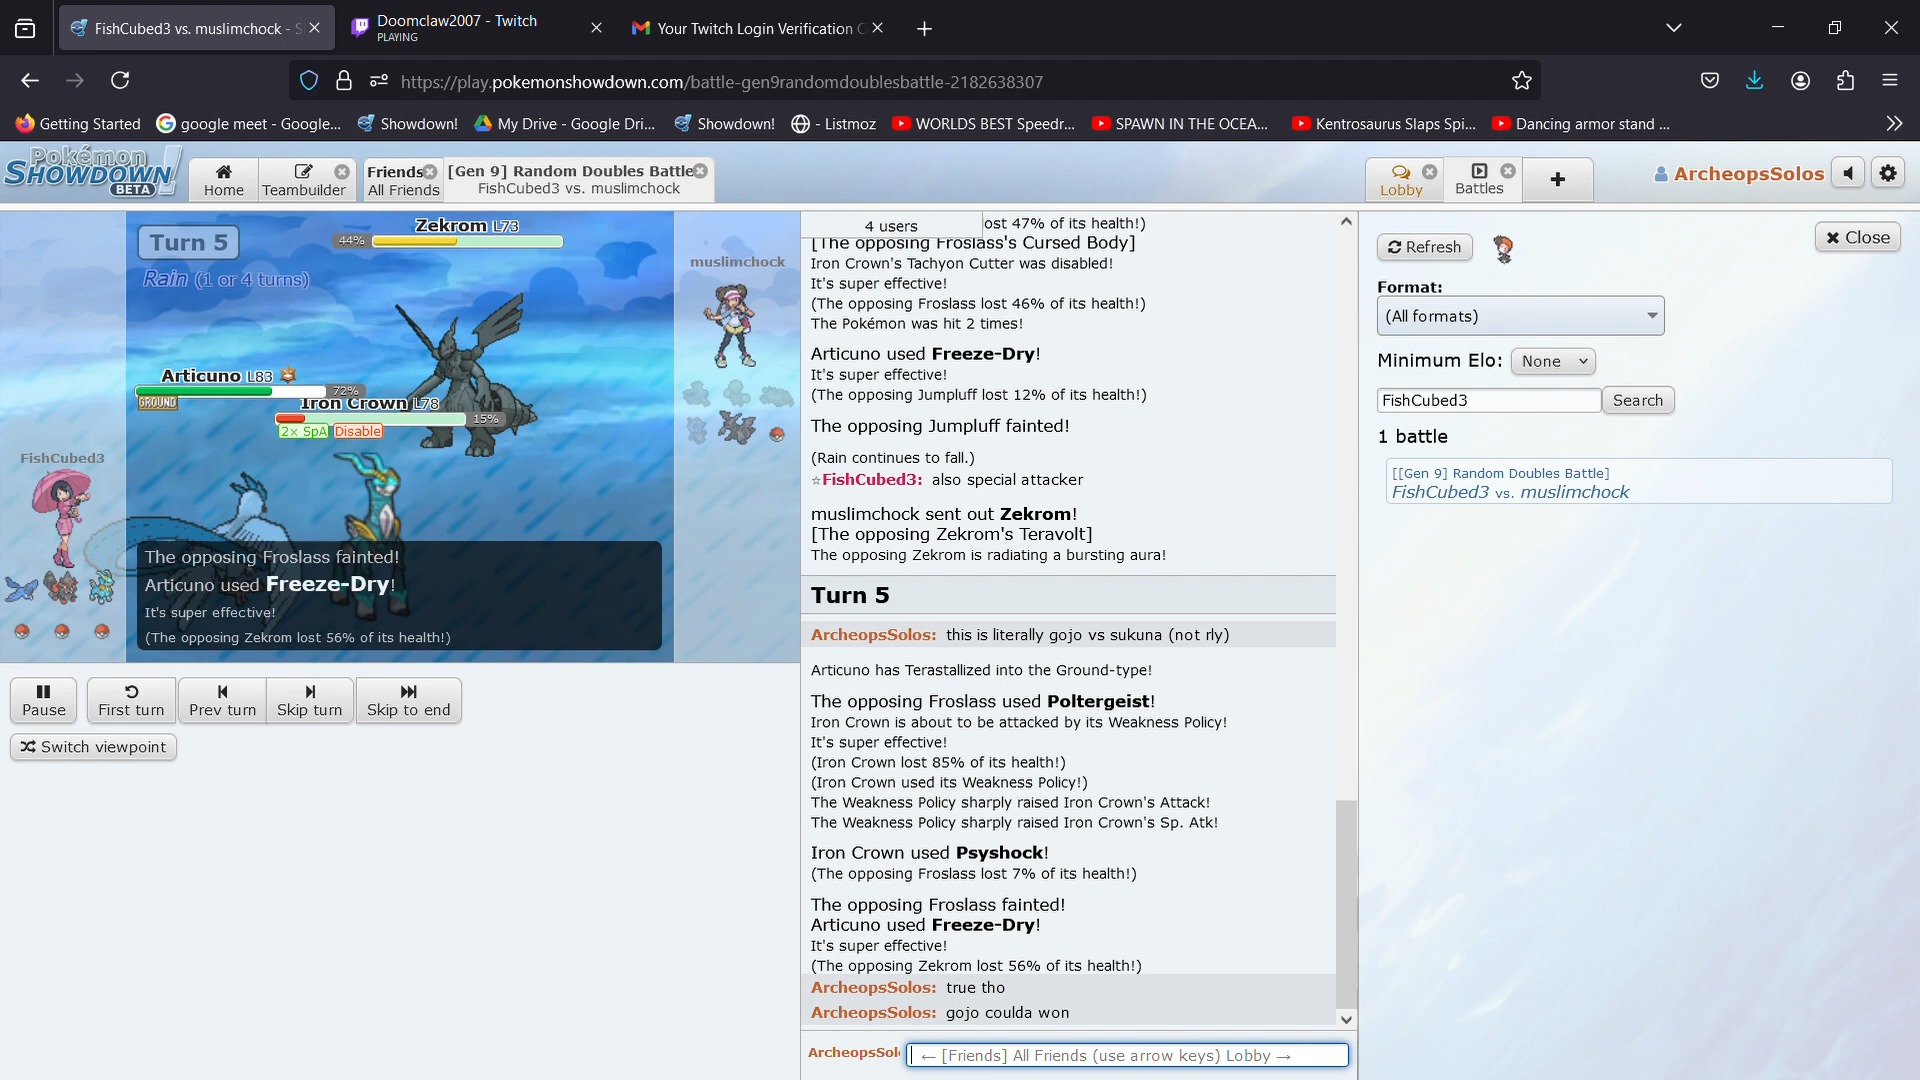 FishCubed3 vs. muslimchock - S
Doomclaw2007 - Twitch
PLAYING
Your Twitch Login Verification C
https://play.pokemonshowdown.com/battle-gen9randomdoublesbattle-2182638307
Getting Started
google meet - Google...
Showdown!
My Drive - Google Dri...
Showdown!
- Listmoz
WORLDS BEST Speedr...
SPAWN IN THE OCEA...
Kentrosaurus Slaps Spi...
Dancing armor stand ...
Pokémon
SHOWDOWN!
BETA
Home
Teambuilder
Friends
All Friends
[Gen 9] Random Doubles Battle
FishCubed3 vs. muslimchock
Lobby
Battles
ArcheopsSolos
Turn 5
Rain (1 or 4 turns)
Zekrom L73
44%
muslimchock
Articuno L83
72%
GROUND
Iron Crown L78
15%
2× SpA Disable
FishCubed3
The opposing Froslass fainted!
Articuno used Freeze-Dry!
It's super effective!
(The opposing Zekrom lost 56% of its health!)
Pause
First turn
Prev turn
Skip turn
Skip to end
Switch viewpoint
4 users
ost 47% of its health!)
[The opposing Froslass's Cursed Body]
Iron Crown's Tachyon Cutter was disabled!
It's super effective!
(The opposing Froslass lost 46% of its health!)
The Pokémon was hit 2 times!
Articuno used Freeze-Dry!
It's super effective!
(The opposing Jumpluff lost 12% of its health!)
The opposing Jumpluff fainted!
(Rain continues to fall.)
☆FishCubed3: also special attacker
muslimchock sent out Zekrom!
[The opposing Zekrom's Teravolt]
The opposing Zekrom is radiating a bursting aura!
Turn 5
ArcheopsSolos: this is literally gojo vs sukuna (not rly)
Articuno has Terastallized into the Ground-type!
The opposing Froslass used Poltergeist!
Iron Crown is about to be attacked by its Weakness Policy!
It's super effective!
(Iron Crown lost 85% of its health!)
(Iron Crown used its Weakness Policy!)
The Weakness Policy sharply raised Iron Crown's Attack!
The Weakness Policy sharply raised Iron Crown's Sp. Atk!
Iron Crown used Psyshock!
(The opposing Froslass lost 7% of its health!)
The opposing Froslass fainted!
Articuno used Freeze-Dry!
It's super effective!
(The opposing Zekrom lost 56% of its health!)
ArcheopsSolos: true tho
ArcheopsSolos: gojo coulda won
ArcheopsSol
← [Friends] All Friends (use arrow keys) Lobby →
Refresh
Close
Format:
(All formats)
Minimum Elo: None
FishCubed3
Search
1 battle
[[Gen 9] Random Doubles Battle]
FishCubed3 vs. muslimchock